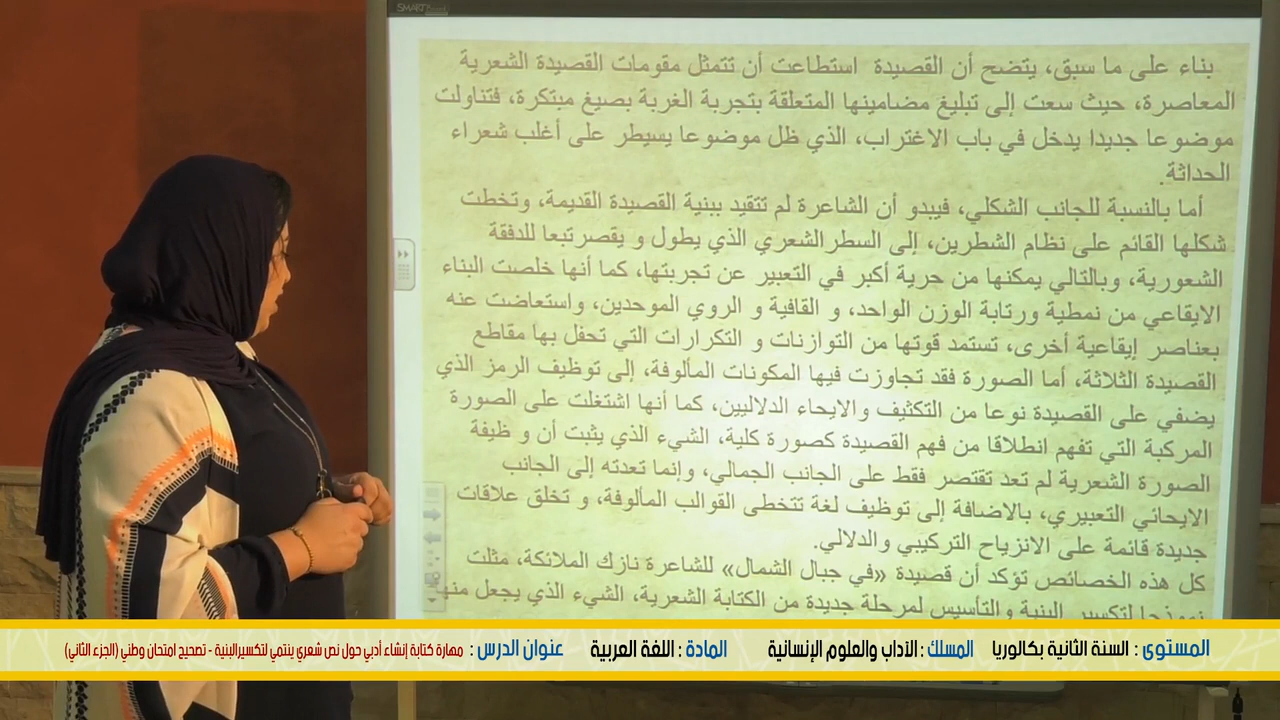 SMART
بناء على ما سبق، يتضح أن القصيدة استطاعت أن تتمثل مقومات القصيدة الشعرية
المعاصرة، حيث سعت إلى تبليغ مضامينها المتعلقة بتجربة الغربة بصيغ مبتكرة، فتناولت
موضوعا جديدا يدخل في باب الاغتراب، الذي ظل موضوعا يسيطر على أغلب شعراء
الحداثة.
أما بالنسبة للجانب الشكلي، فيبدو أن الشاعرة لم تتقيد ببنية القصيدة القديمة، وتخطت
شكلها القائم على نظام الشطرين، إلى السطرالشعري الذي يطول و يقصرتبعا للدفقة
الشعورية، وبالتالي يمكنها من حرية أكبر في التعبير عن تجربتها، كما أنها خلصت البناء
الايقاعي من نمطية ورتابة الوزن الواحد، و القافية و الروي الموحدين، واستعاضت عنه
بعناصر إيقاعية أخرى، تستمد قوتها من التوازنات و التكرارات التي تحفل بها مقاطع
القصيدة الثلاثة، أما الصورة فقد تجاوزت فيها المكونات المألوفة، إلى توظيف الرمز الذي
يضفي على القصيدة نوعا من التكثيف والايحاء الدلاليين، كما أنها اشتغلت على الصورة
المركبة التي تفهم انطلاقا من فهم القصيدة كصورة كلية، الشيء الذي يثبت أن و ظيفة
الصورة الشعرية لم تعد تقتصر فقط على الجانب الجمالي، وإنما تعدته إلى الجانب
الايحائي التعبيري، بالاضافة إلى توظيف لغة تتخطى القوالب المألوفة، و تخلق علاقات
جديدة قائمة على الانزياح التركيبي والدلالي.
كل هذه الخصائص تؤكد أن قصيدة «في جبال الشمال» للشاعرة نازك الملائكة، مثلت
نموذجا لتكسير البنية و التأسيس لمرحلة جديدة من الكتابة الشعرية، الشيء الذي يجعل منها
المستوى : السنة الثانية بكالوريا المسلك : الآداب والعلوم الإنسانية المادة : اللغة العربية عنوان الدرس : مهارة كتابة إنشاء أدبي حول نص شعري ينتمي لتكسيرالبنية - تصحيح امتحان وطني (الجزء الثاني)